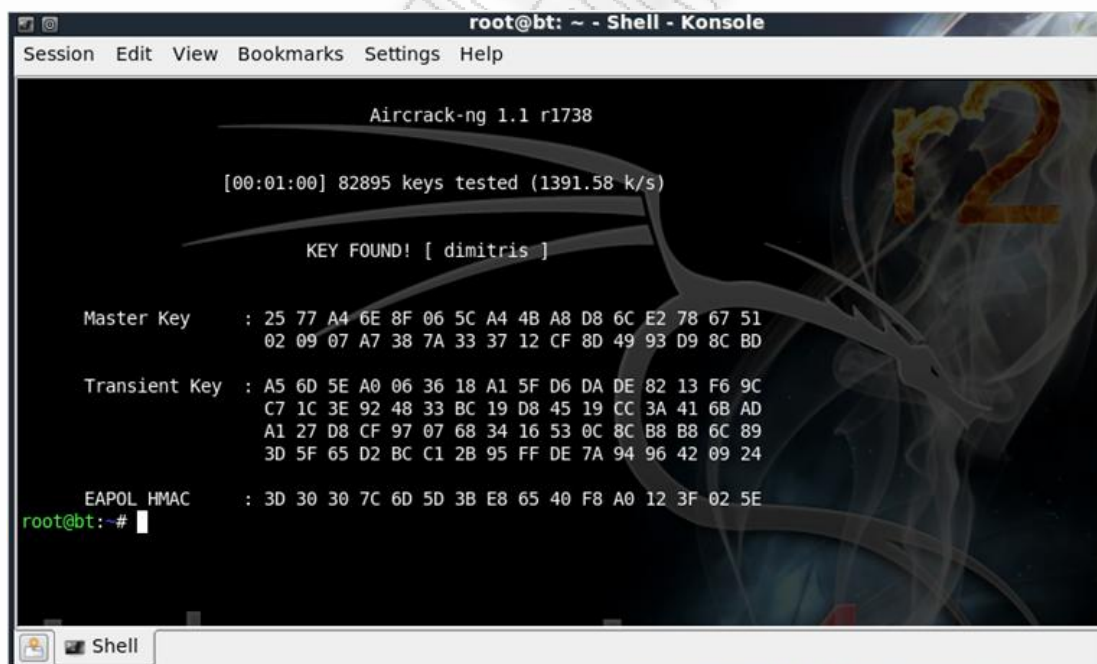 root@bt: ~ - Shell - Konsole
Session Edit View Bookmarks Settings Help
r2
Aircrack-ng 1.1 r1738
[00:01:00] 82895 keys tested (1391.58 k/s)
KEY FOUND! [ dimitris ]
Master Key : 25 77 A4 6E 8F 06 5C A4 4B A8 D8 6C E2 78 67 51
02 09 07 A7 38 7A 33 37 12 CF 8D 49 93 D9 8C BD
Transient Key : A5 6D 5E A0 06 36 18 A1 5F D6 DA DE 82 13 F6 9C
C7 1C 3E 92 48 33 BC 19 D8 45 19 CC 3A 41 6B AD
A1 27 D8 CF 97 07 68 34 16 53 0C 8C B8 B8 6C 89
3D 5F 65 D2 BC C1 2B 95 FF DE 7A 94 96 42 09 24
EAPOL HMAC : 3D 30 30 7C 6D 5D 3B E8 65 40 F8 A0 12 3F 02 5E
root@bt:~#
Shell